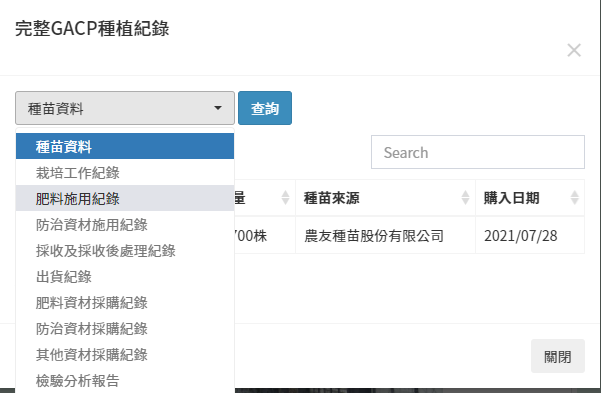 完整GACP種植紀錄
×
種苗資料
查詢
種苗資料
栽培工作紀錄
肥料施用紀錄
防治資材施用紀錄
採收及採收後處理紀錄
出貨紀錄
肥料資材採購紀錄
防治資材採購紀錄
其他資材採購紀錄
檢驗分析報告
Search
量 種苗來源 購入日期
700株 農友種苗股份有限公司 2021/07/28
關閉